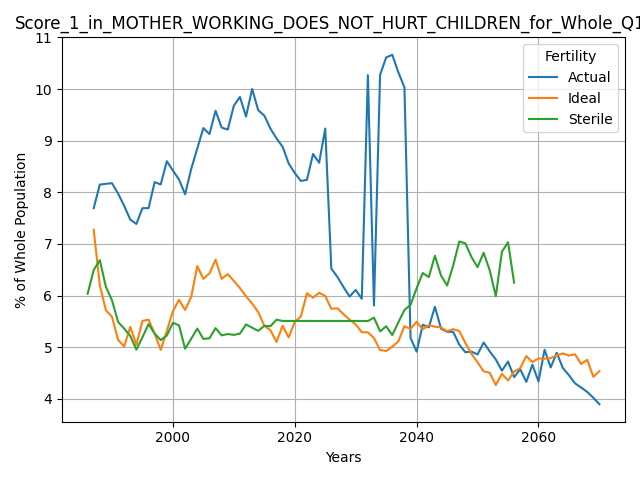 Score_1_in_MOTHER_WORKING_DOES_NOT_HURT_CHILDREN_for_Whole_Q1
Fertility
Actual
Ideal
Sterile
% of Whole Population
11
10
9
8
7
6
5
4
2000 2020 2040 2060
Years